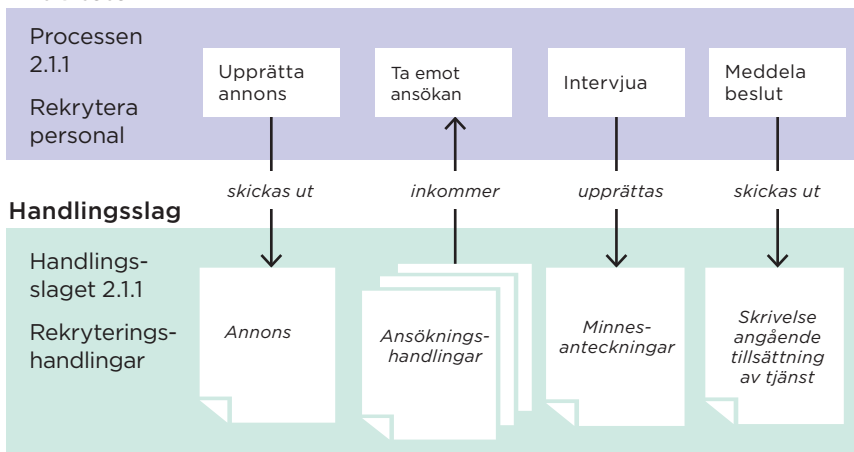 Processen
2.1.1
Rekrytera
personal
Upprätta
annons
Ta emot
ansökan
Intervjua
Meddela
beslut
skickas ut
inkommer
upprättas
skickas ut
Handlingsslag
Handlings-
slaget 2.1.1
Rekryterings-
handlingar
Annons
Ansöknings-
handlingar
Minnes-
anteckningar
Skrivelse
angående
tillsättning
av tjänst